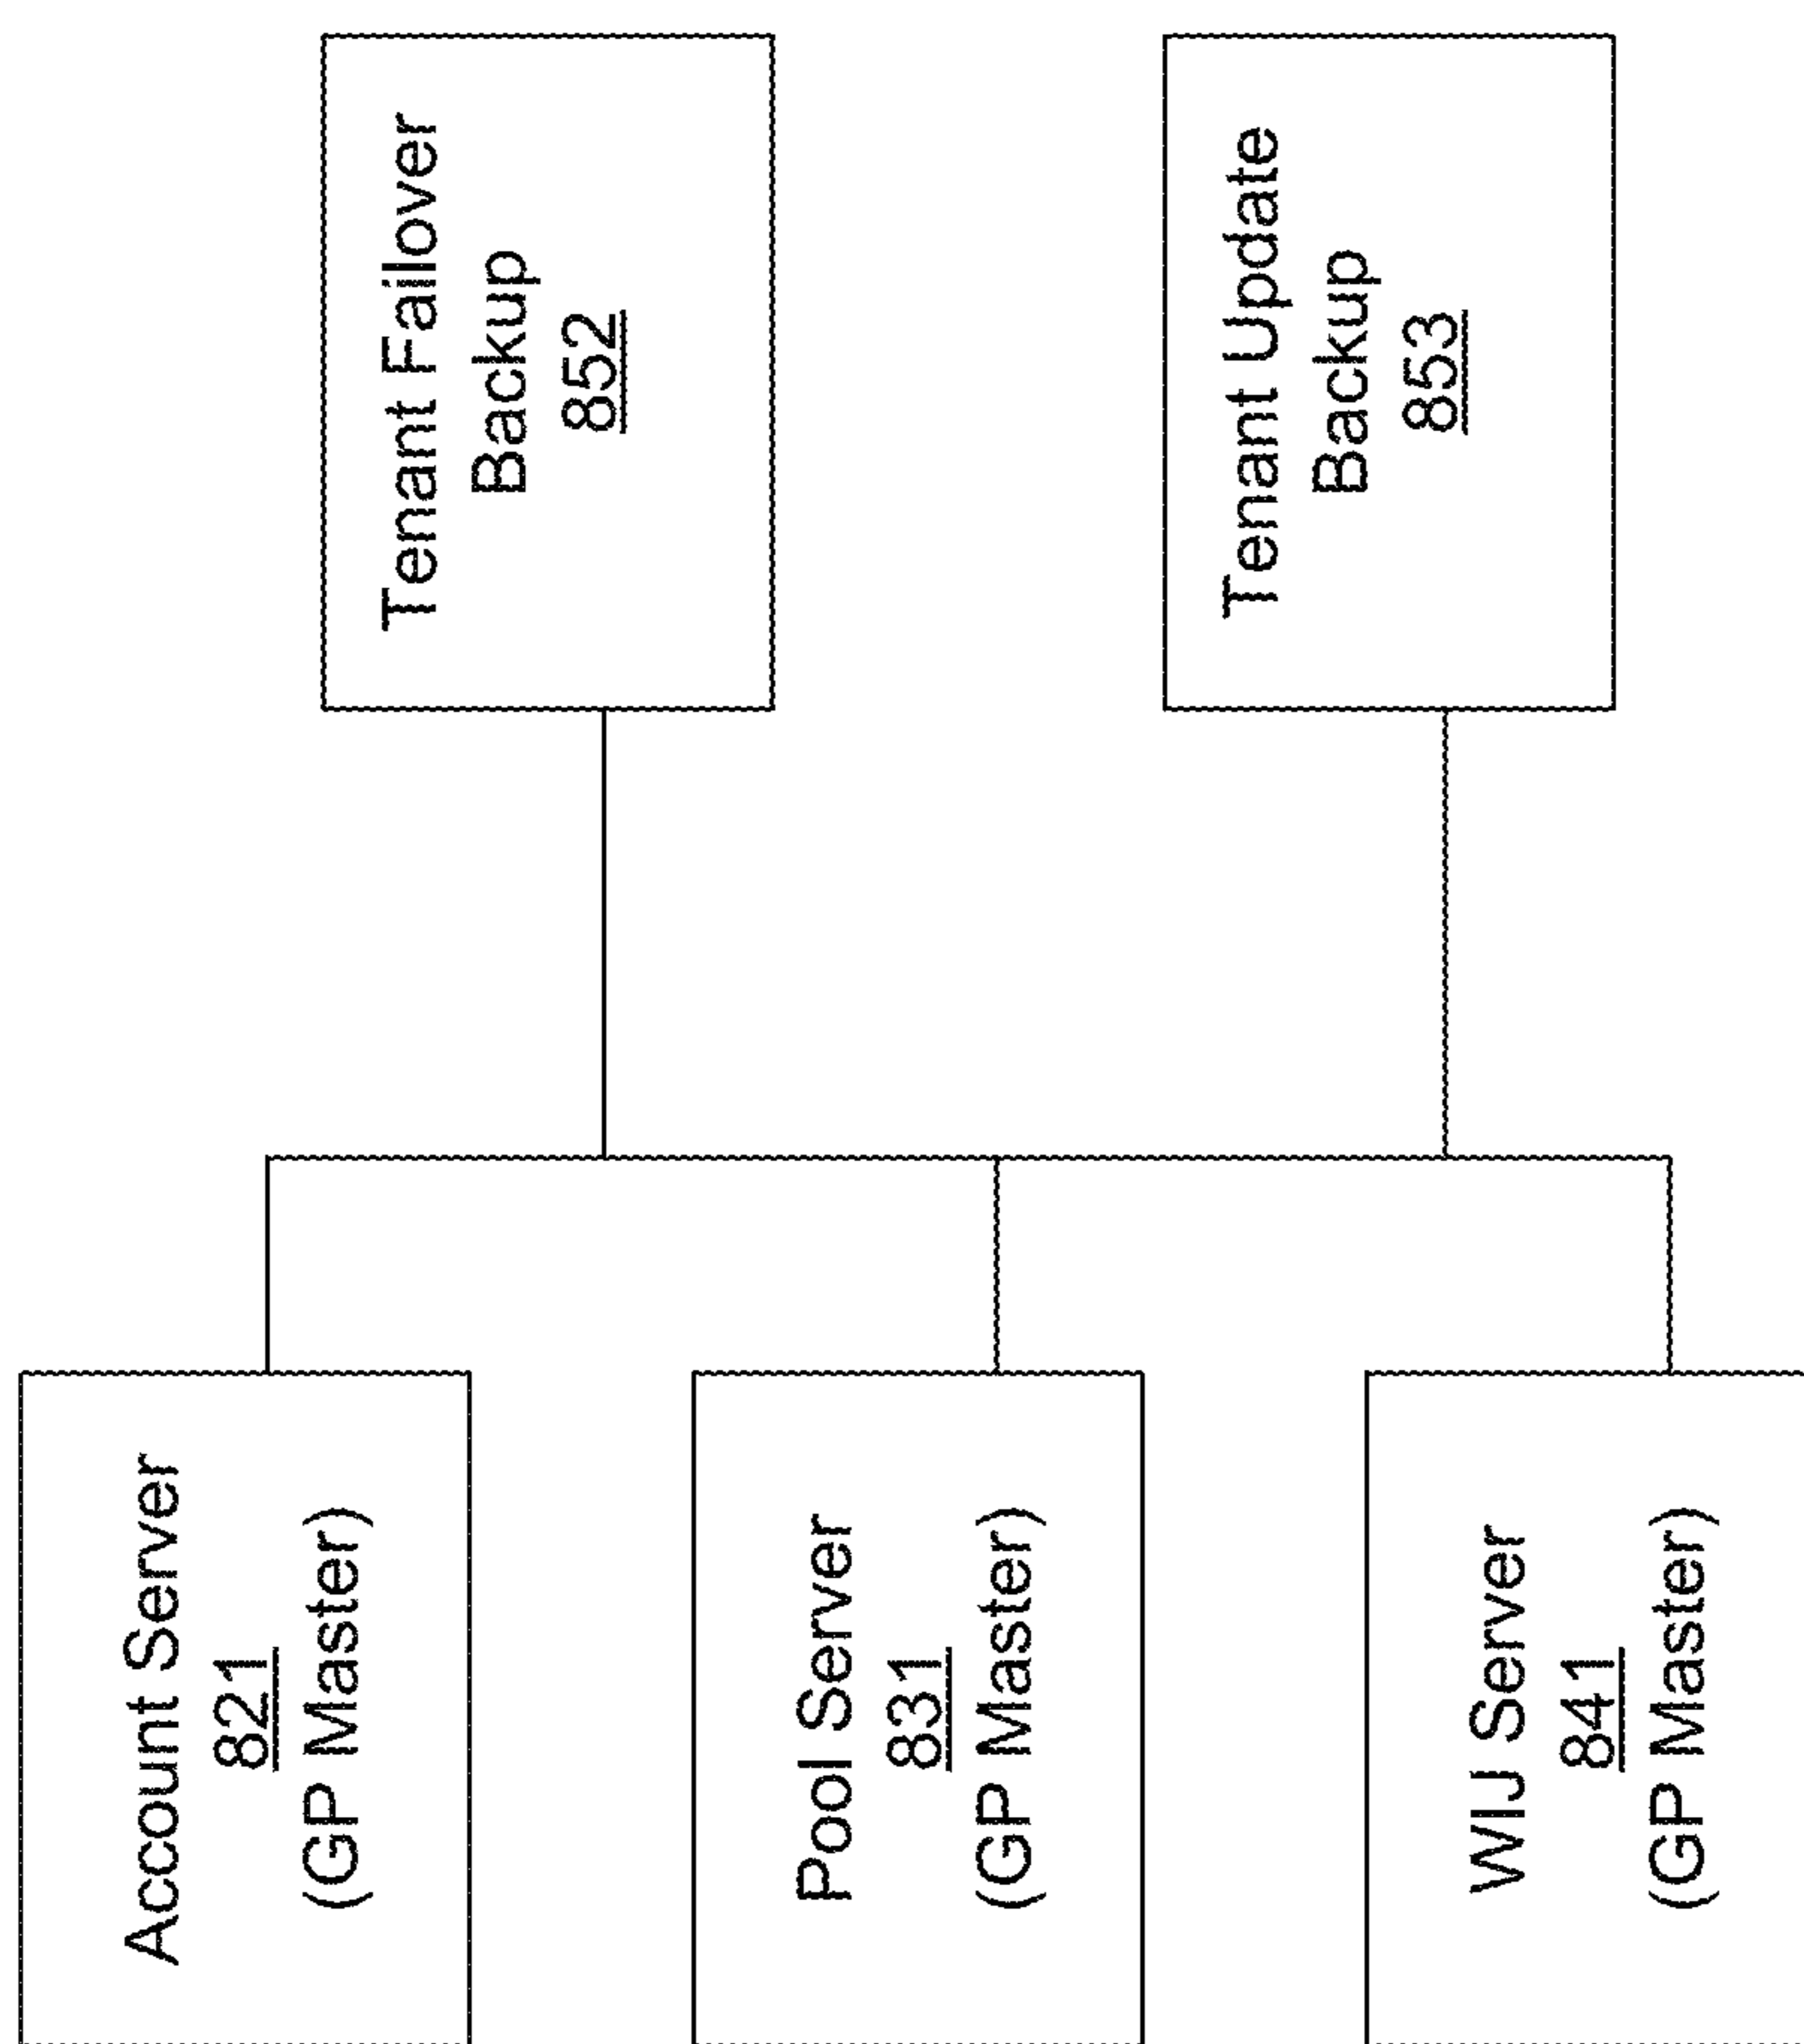 Account Server
821
(GP Master)
Pool Server
831
(GP Master)
WIJ Server
841
(GP Master)
Tenant Failover
Backup
852
Tenant Update
Backup
853